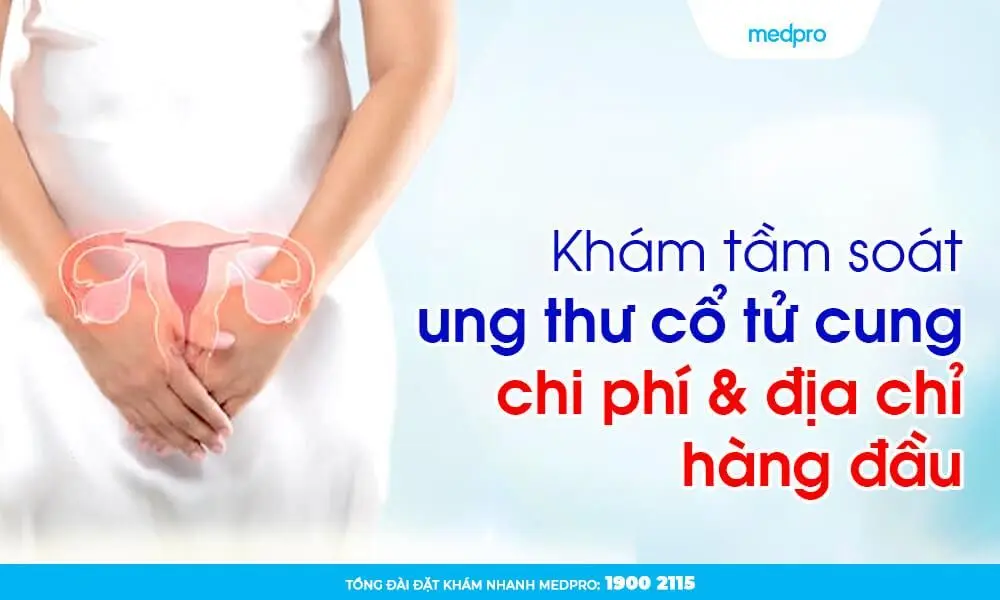 medpro
Khám tầm soát
ung thư cổ tử cung
chi phí & địa chỉ
hàng đầu
TỔNG ĐÀI ĐẶT KHÁM NHANH MEDPRO: 1900 2115